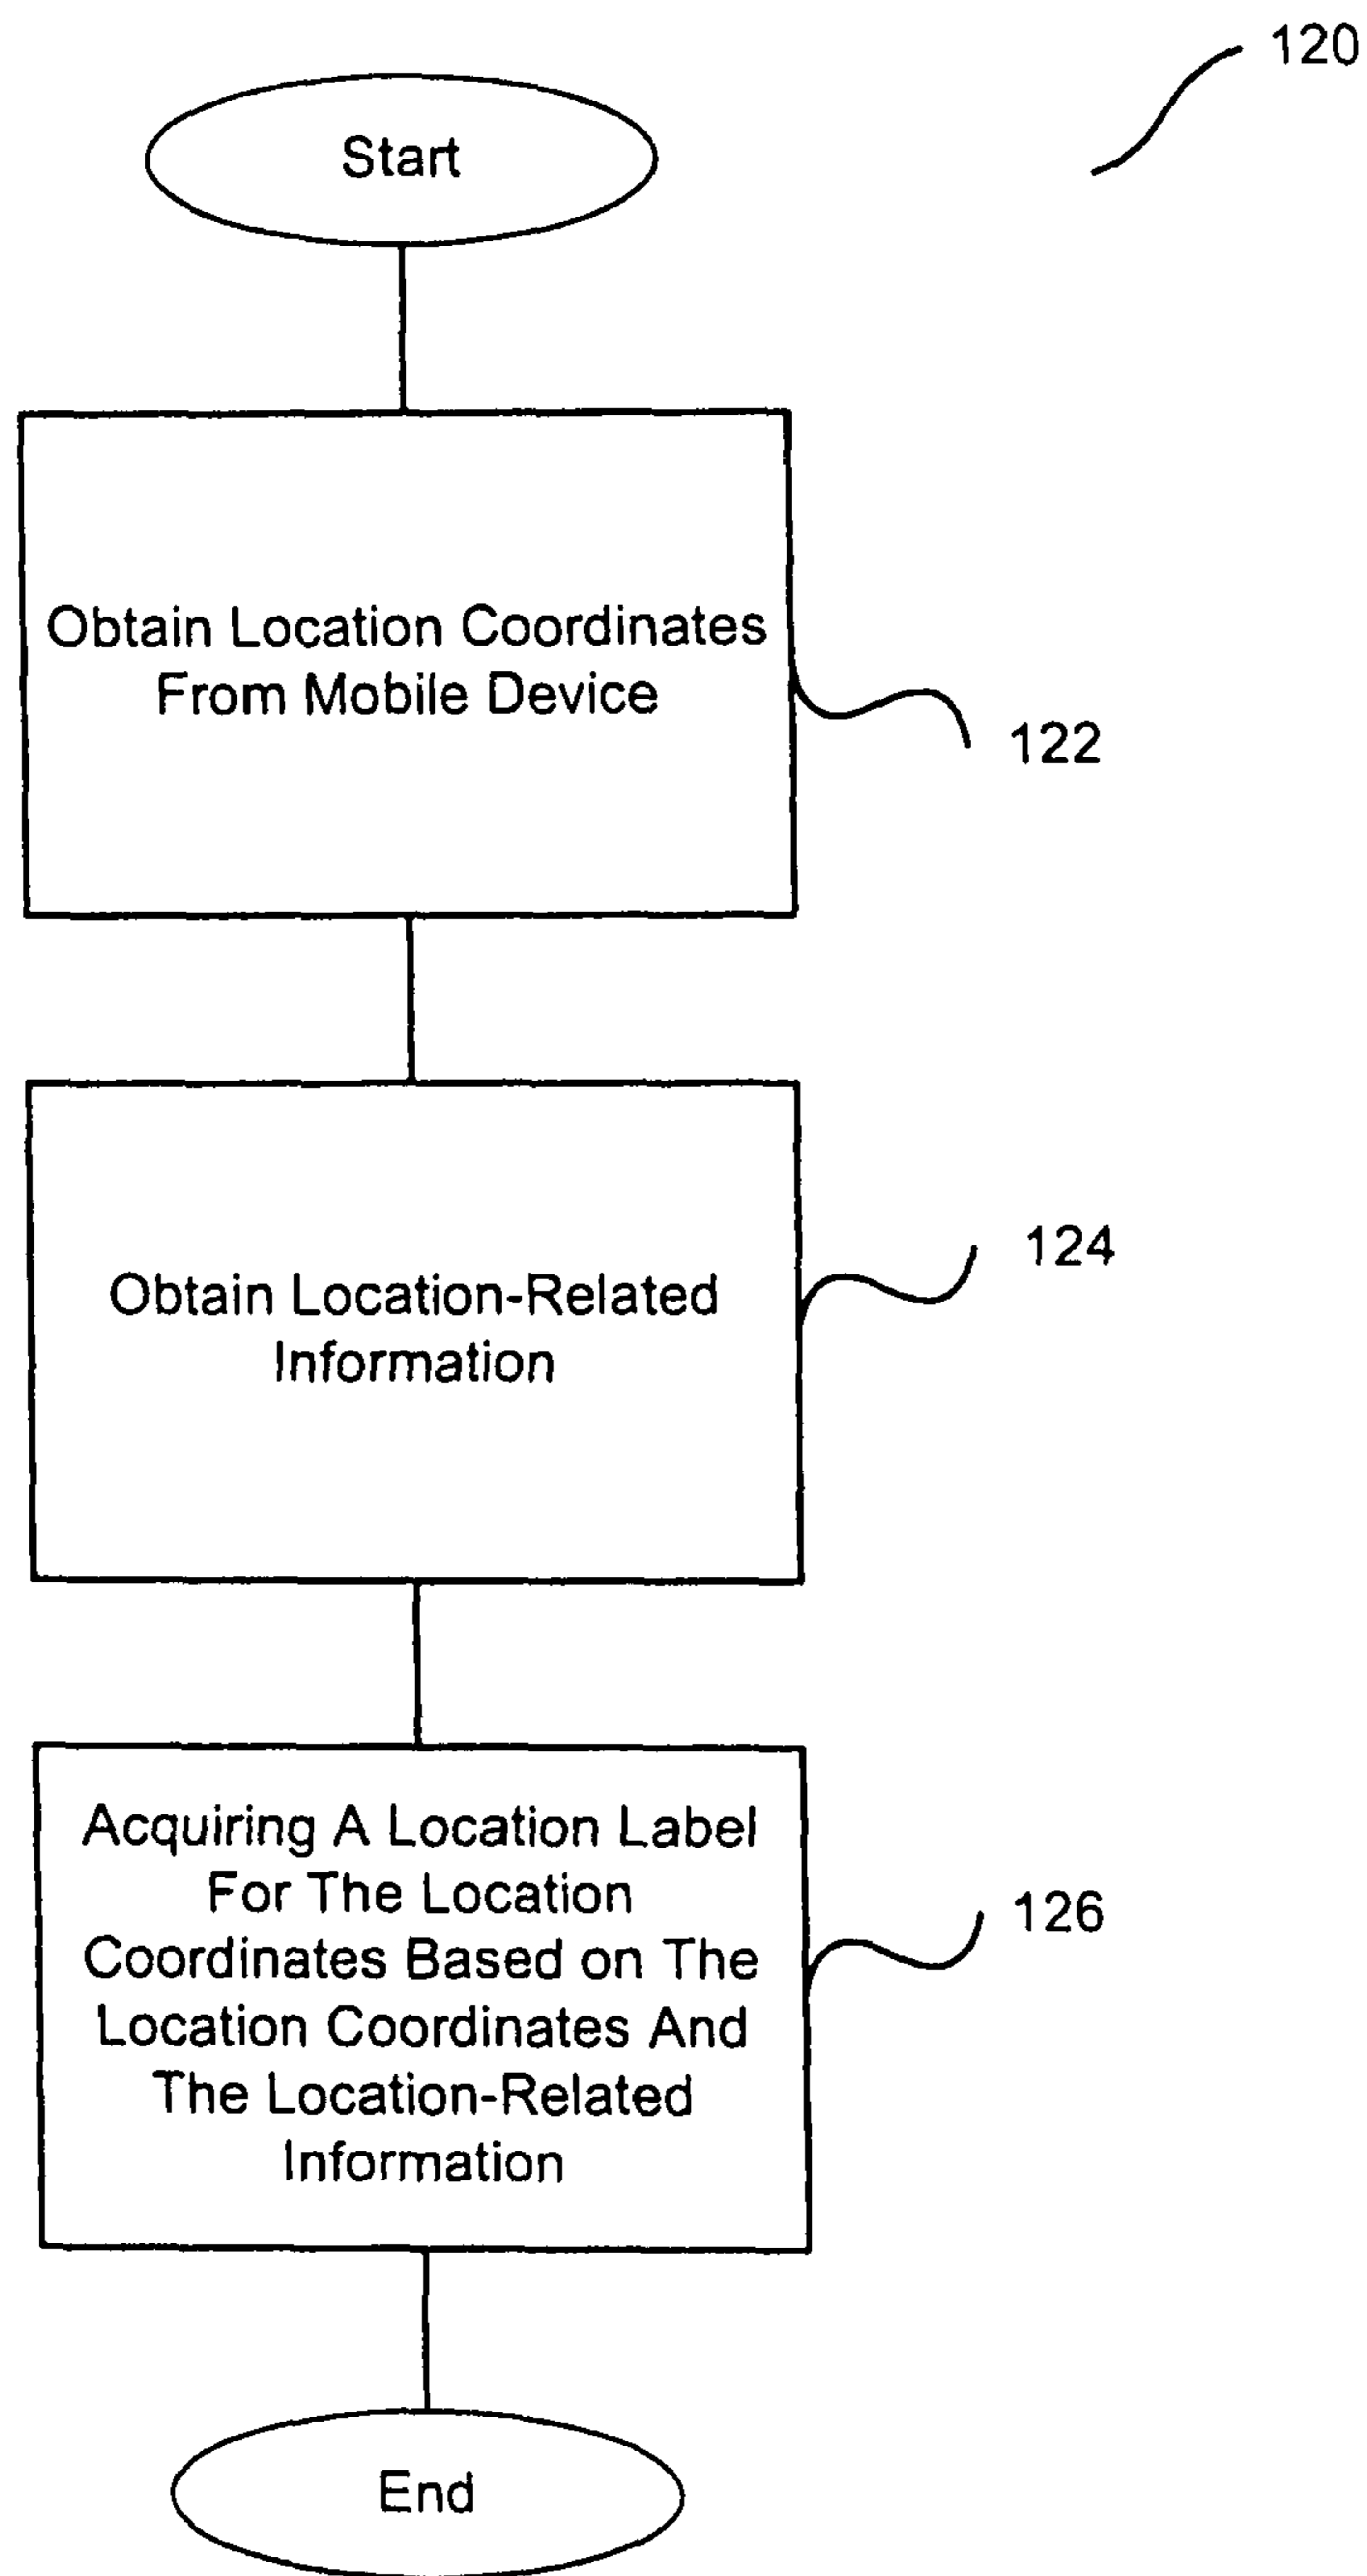 120
Start
Obtain Location Coordinates
From Mobile Device
122
Obtain Location-Related
Information
124
Acquiring A Location Label
For The Location
Coordinates Based on The
Location Coordinates And
The Location-Related
Information
126
End